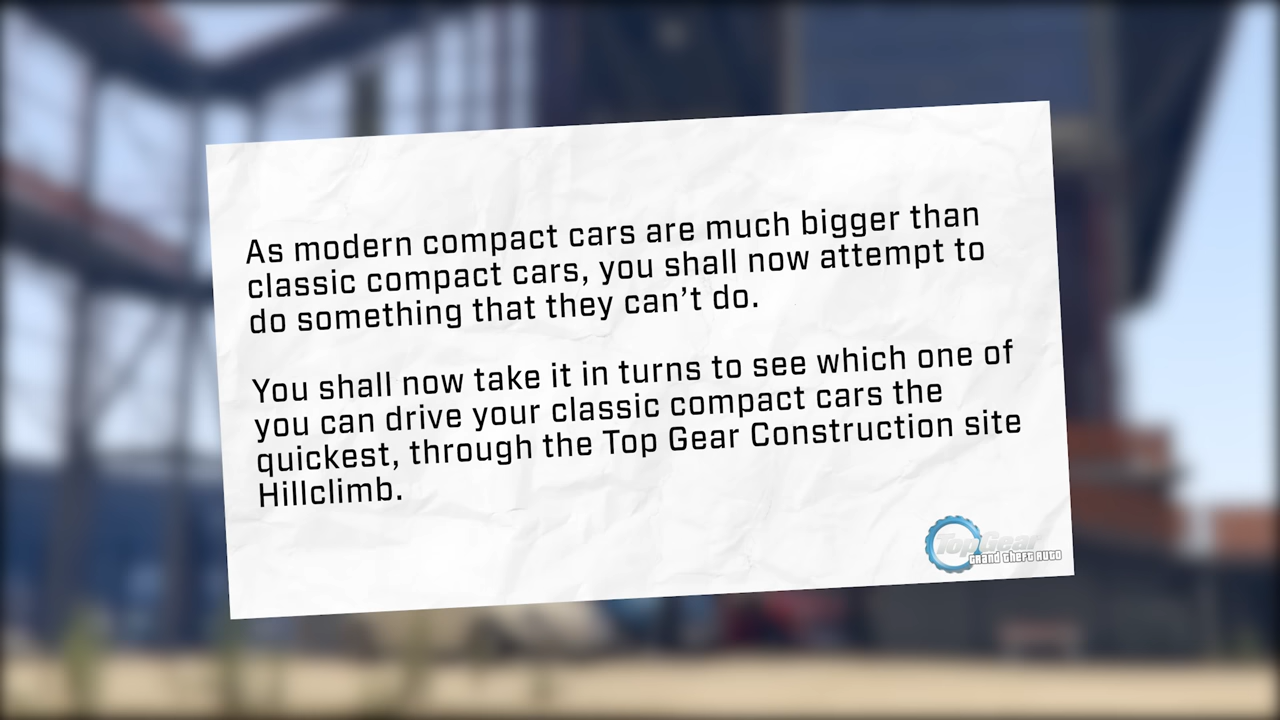 As modern compact cars are much bigger than
classic compact cars, you shall now attempt to
do something that they can't do.
You shall now take it in turns to see which one of
you can drive your classic compact cars the
quickest, through the Top Gear Construction site
Hillclimb.
Top Gear
Grand Theft Auto